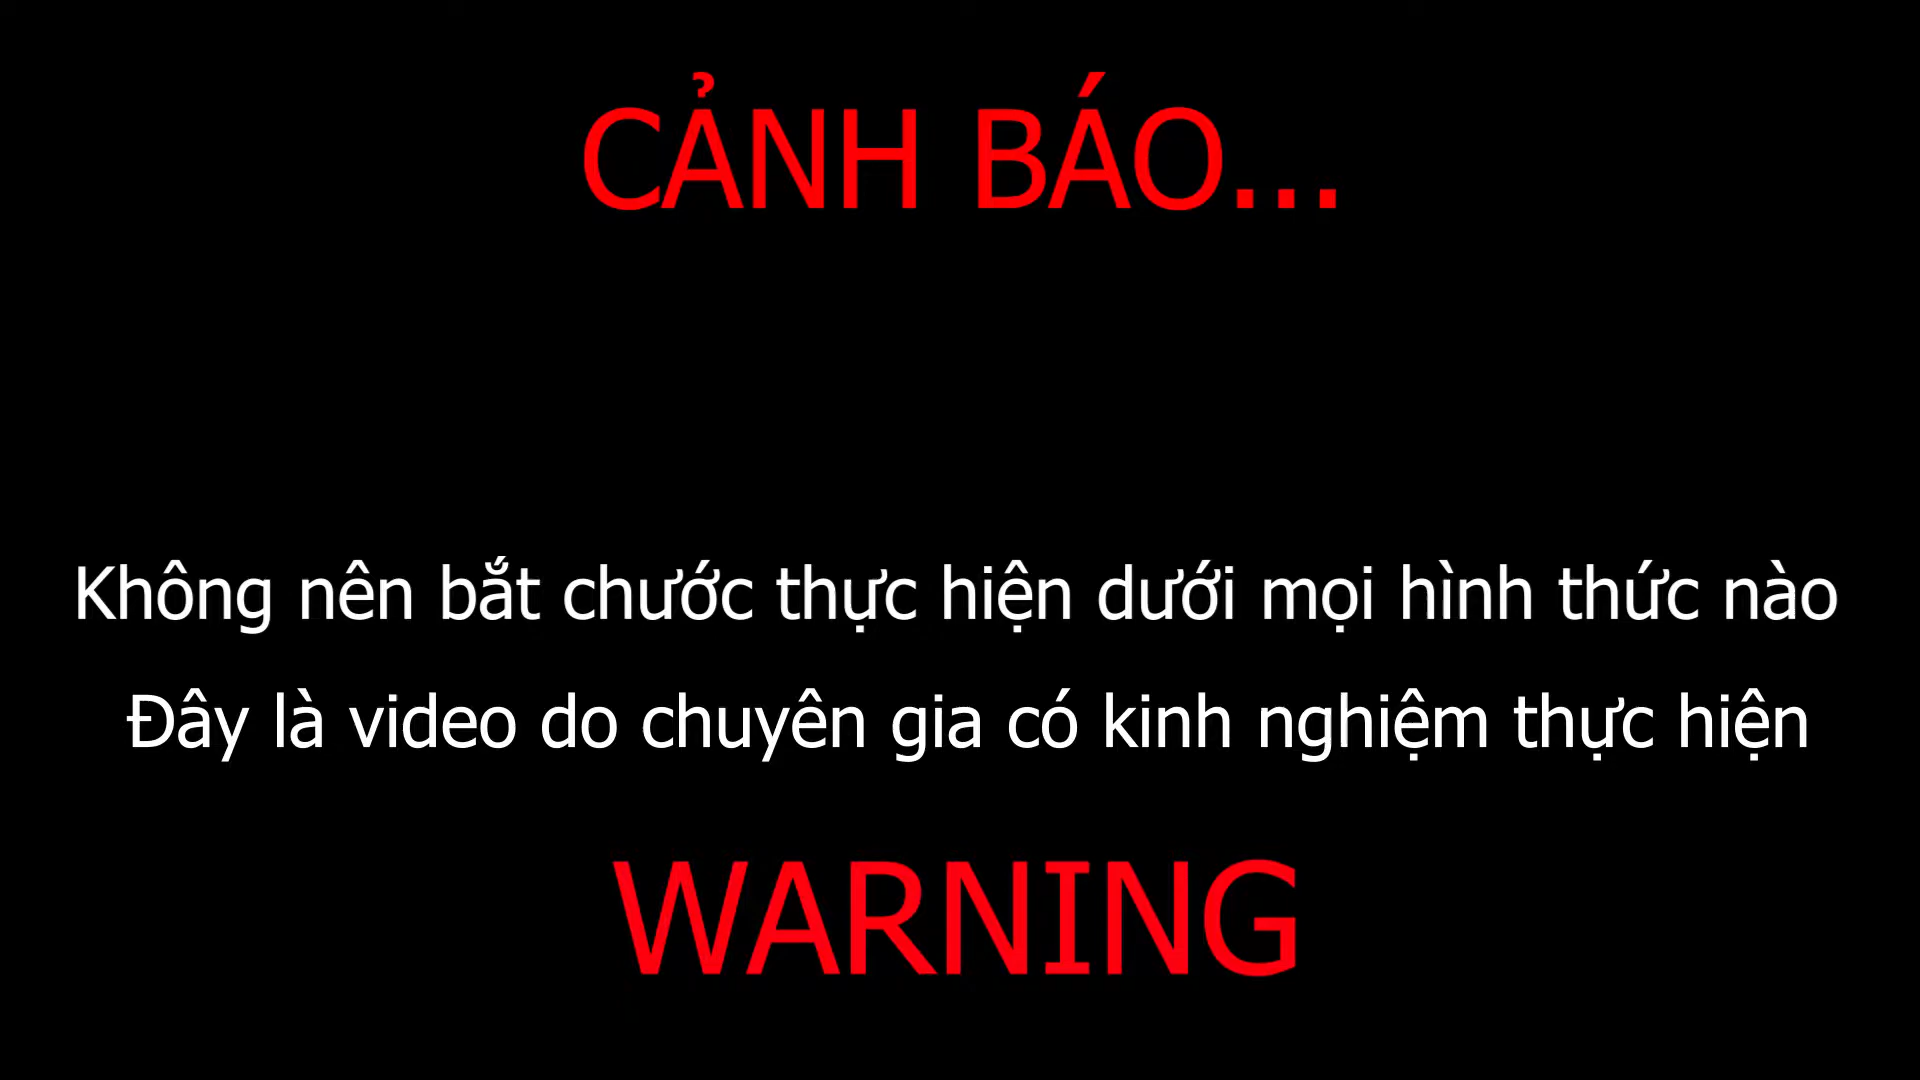 CẢNH BÁO...
Không nên bắt chước thực hiện dưới mọi hình thức nào
Đây là video do chuyên gia có kinh nghiệm thực hiện
WARNING